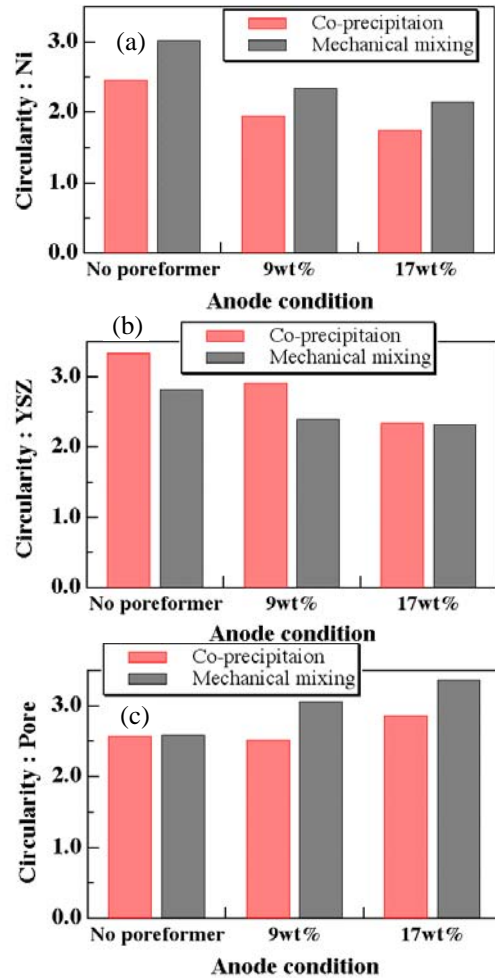 (a)
Co-precipitaion
Mechanical mixing
Circularity : Ni
3.0
2.0
1.0
0.0
No poreformer 9wt% 17wt%
Anode condition
(b)
Co-precipitaion
Mechanical mixing
Circularity : YSZ
3.0
2.0
1.0
0.0
No poreformer 9wt% 17wt%
Anode condition
Co-precipitaion
Mechanical mixing
(c)
Circularity : Pore
3.0
2.0
1.0
0.0
No poreformer 9wt% 17wt%
Anode condition